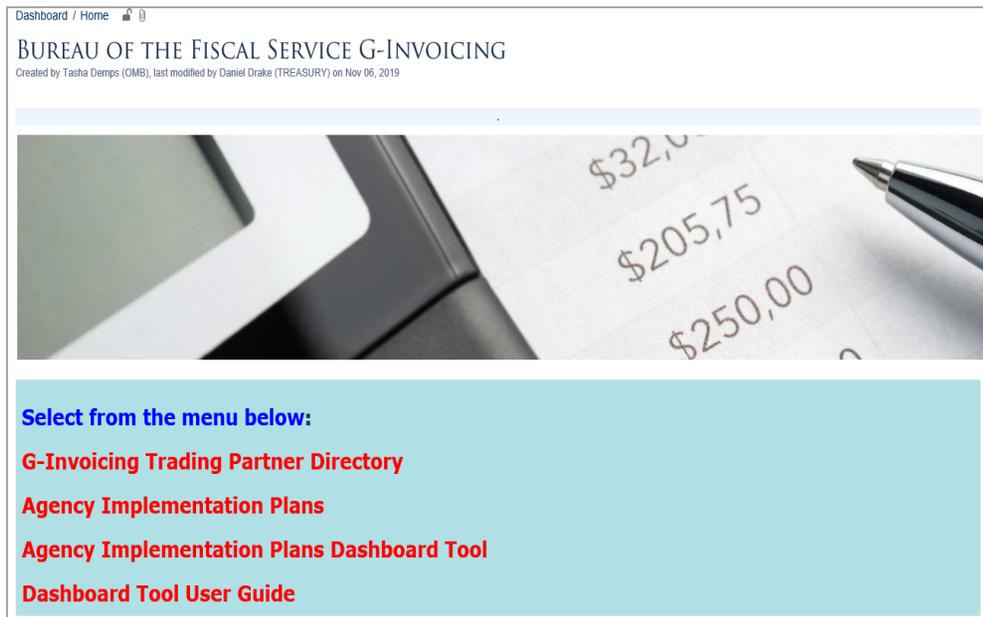 Dashboard / Home
BUREAU OF THE FISCAL SERVICE G-INVOICING
Created by Tasha Demps (OMB), last modified by Daniel Drake (TREASURY) on Nov 06, 2019
.
$32,0
$205,75
$250,00
Select from the menu below:
G-Invoicing Trading Partner Directory
Agency Implementation Plans
Agency Implementation Plans Dashboard Tool
Dashboard Tool User Guide